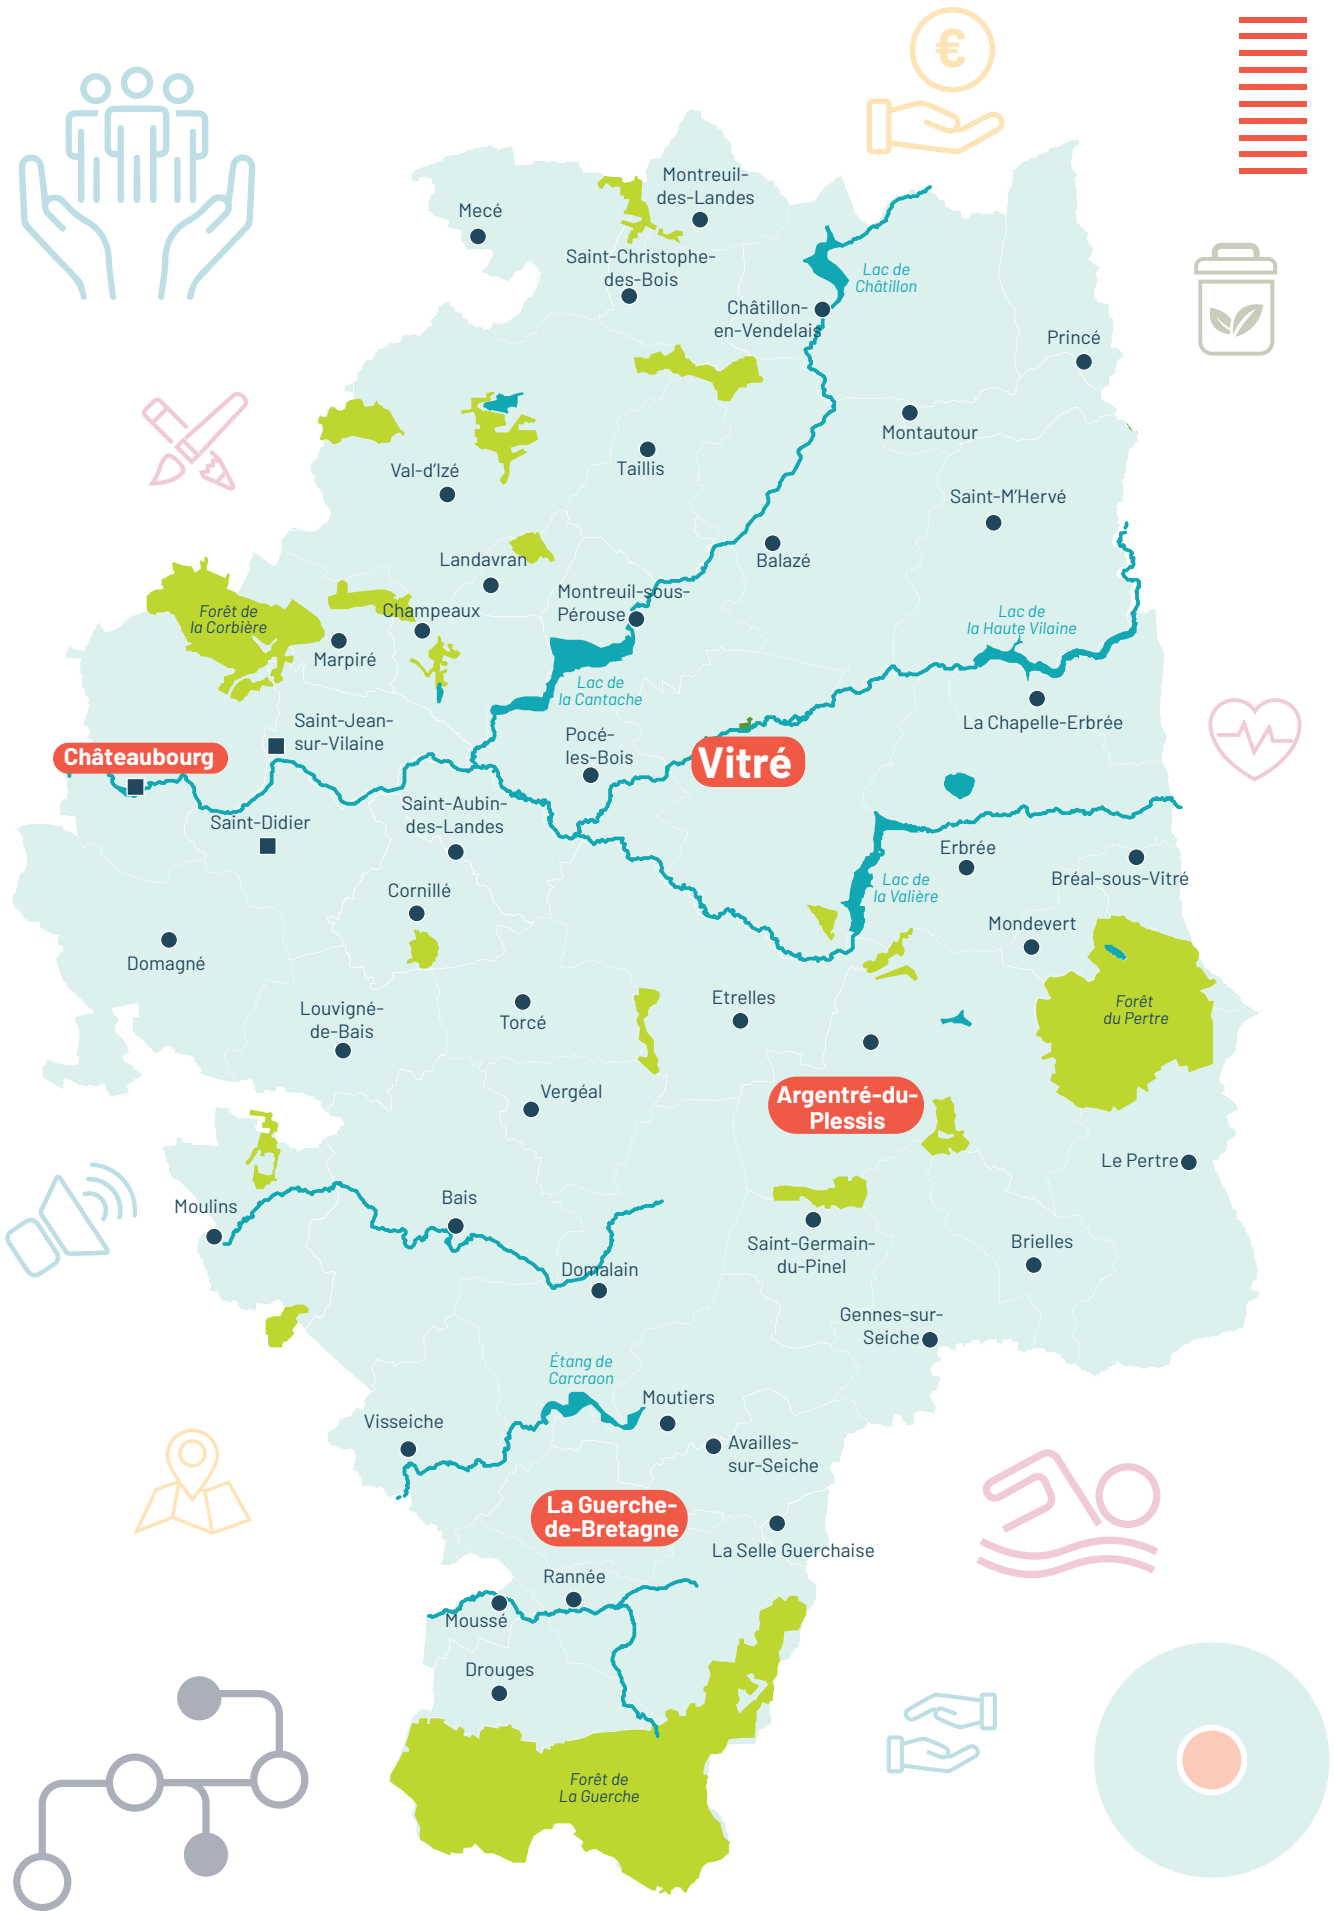 €
Montreuil-
des-Landes
Mecé
Saint-Christophe-
des-Bois
Lac de
Châtillon
Châtillon-
en-Vendelais
Princé
Montautour
Val-d'Izé
Taillis
Saint-M'Hervé
Landavran
Balazé
Montreuil-sous-
Pérouse
Forêt de
la Corbière
Champeaux
Lac de
la Haute Vilaine
Marpiré
Lac de
la Cantache
Saint-Jean-
sur-Vilaine
La Chapelle-Erbrée
Pocé-
les-Bois
Châteaubourg
Vitré
Saint-Didier
Saint-Aubin-
des-Landes
Erbrée
Bréal-sous-Vitré
Lac de
la Valière
Cornillé
Mondevert
Domagné
Louvigné-
de-Bais
Torcé
Etrelles
Forêt
du Pertre
Vergéal
Argentré-du-
Plessis
Le Pertre
Moulins
Bais
Saint-Germain-
du-Pinel
Brielles
Domalain
Gennes-sur-
Seiche
Étang de
Carcraon
Moutiers
Visseiche
Availles-
sur-Seiche
La Guerche-
de-Bretagne
La Selle Guerchaise
Rannée
Moussé
Drouges
Forêt de
La Guerche